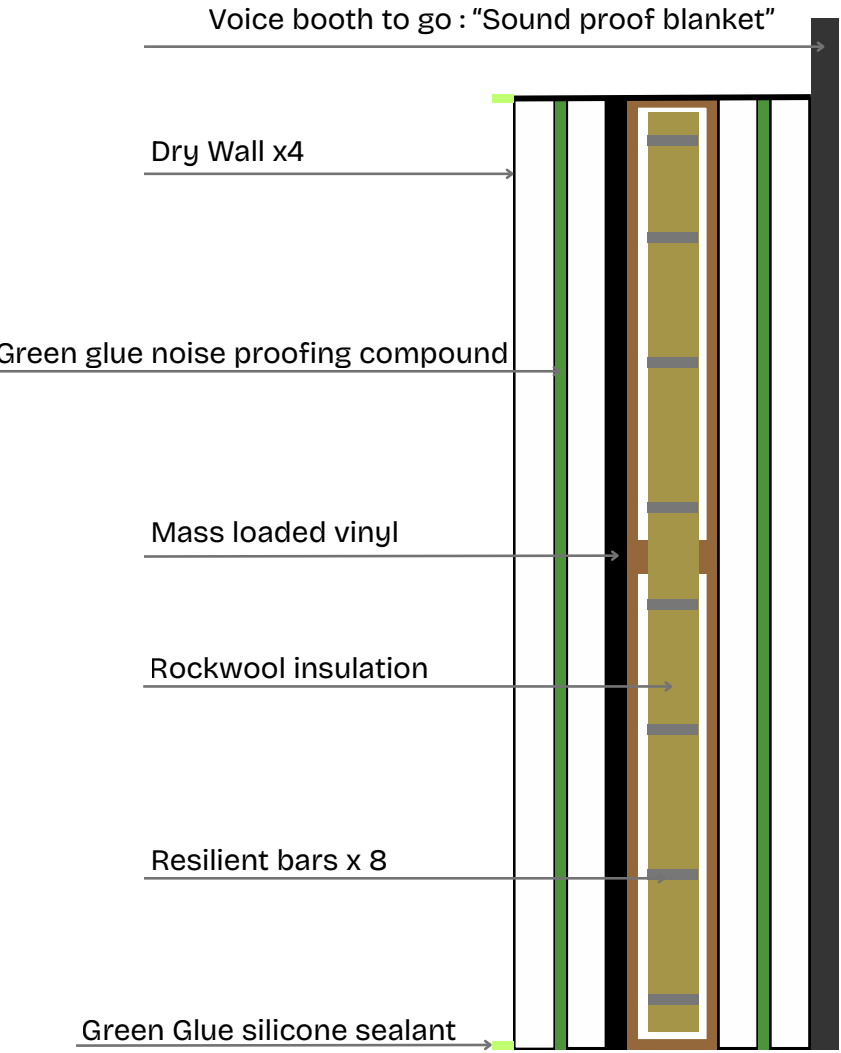 Voice booth to go : “Sound proof blanket”
Dry Wall x4
Green glue noise proofing compound
Mass loaded vinyl
Rockwool insulation
Resilient bars x 8
Green Glue silicone sealant